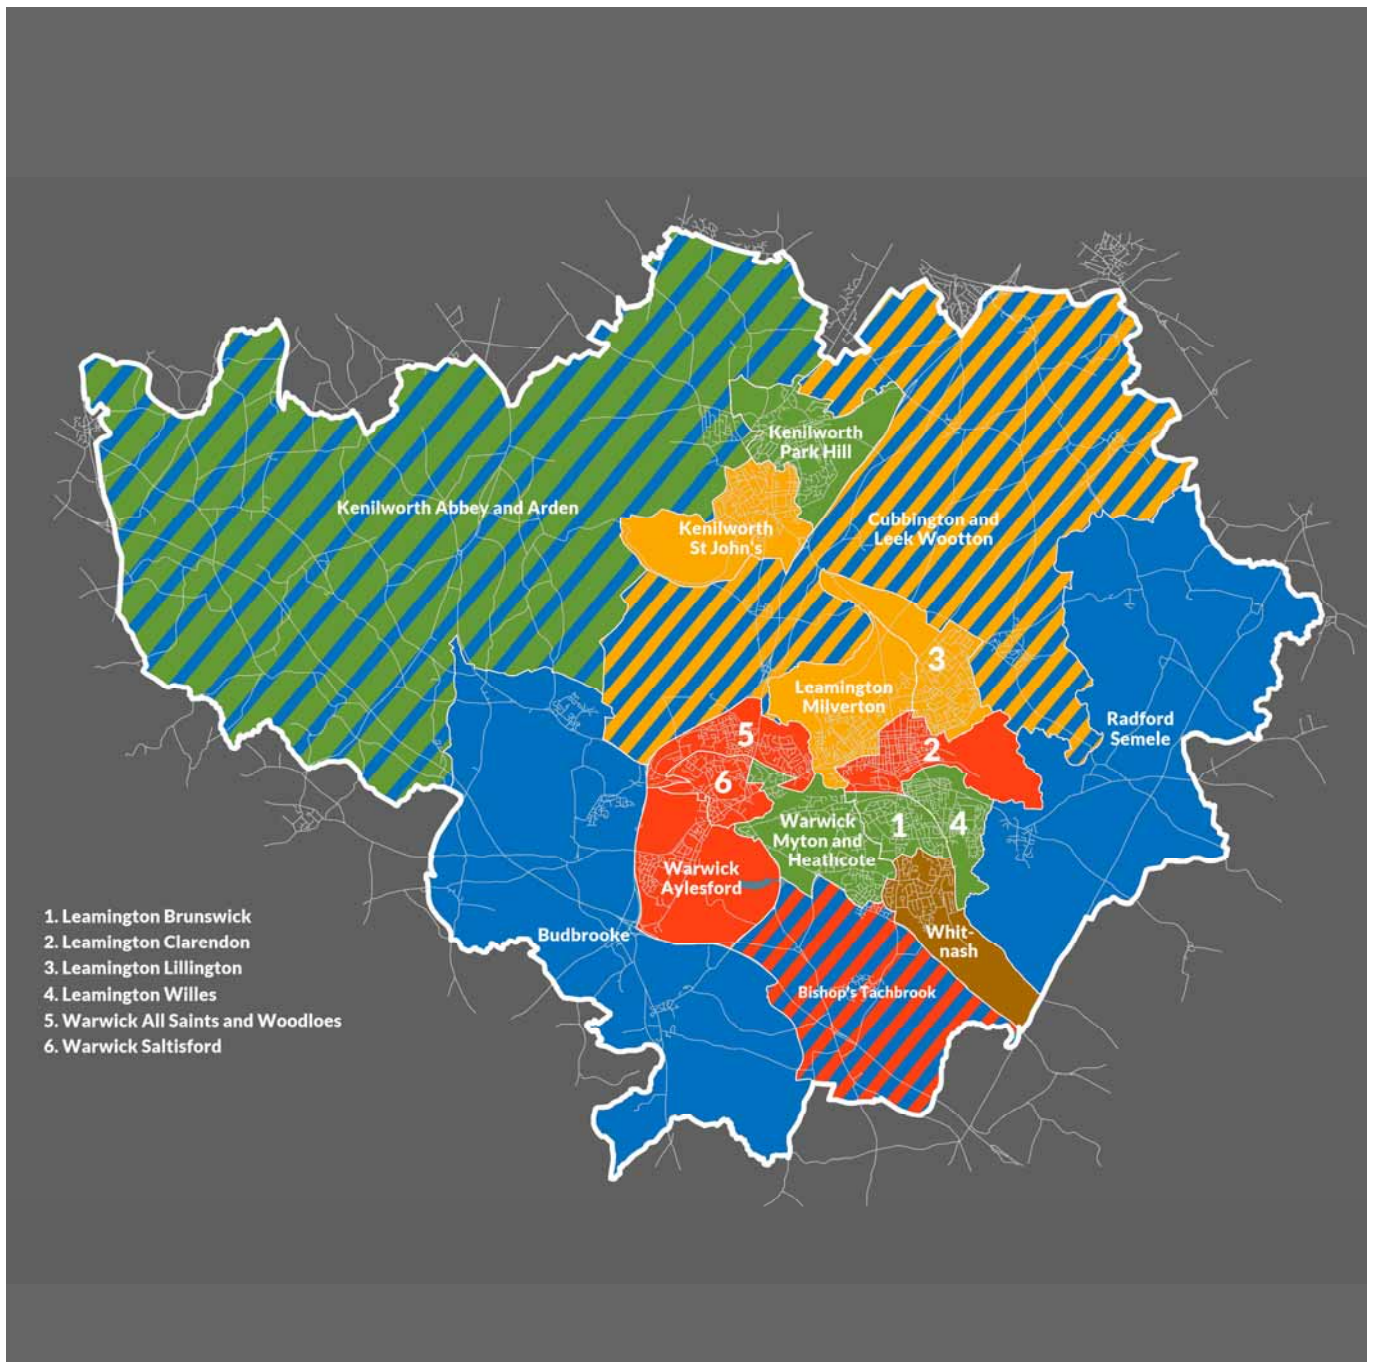 Kenilworth
Park Hill
Kenilworth Abbey and Arden
Kenilworth
St John's
Cubbington and
Leek Wootton
3
Leamington
Milverton
Radford
Semele
5
2
6
Warwick
Myton and
Heathcote
1
4
Warwick
Aylesford
Budbrooke
Whit-
nash
Bishop's Tachbrook
1. Leamington Brunswick
2. Leamington Clarendon
3. Leamington Lillington
4. Leamington Willes
5. Warwick All Saints and Woodloes
6. Warwick Saltisford